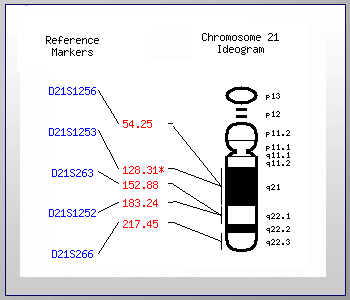 Reference
Markers
Chromosome 21
Ideogram
D21S1256
D21S1253
D21S263
D21S1252
D21S266
54.25
128.31*
152.88
183.24
217.45
p13
p12
p11.2
p11.1
q11.1
q11.2
q21
q22.1
q22.2
q22.3